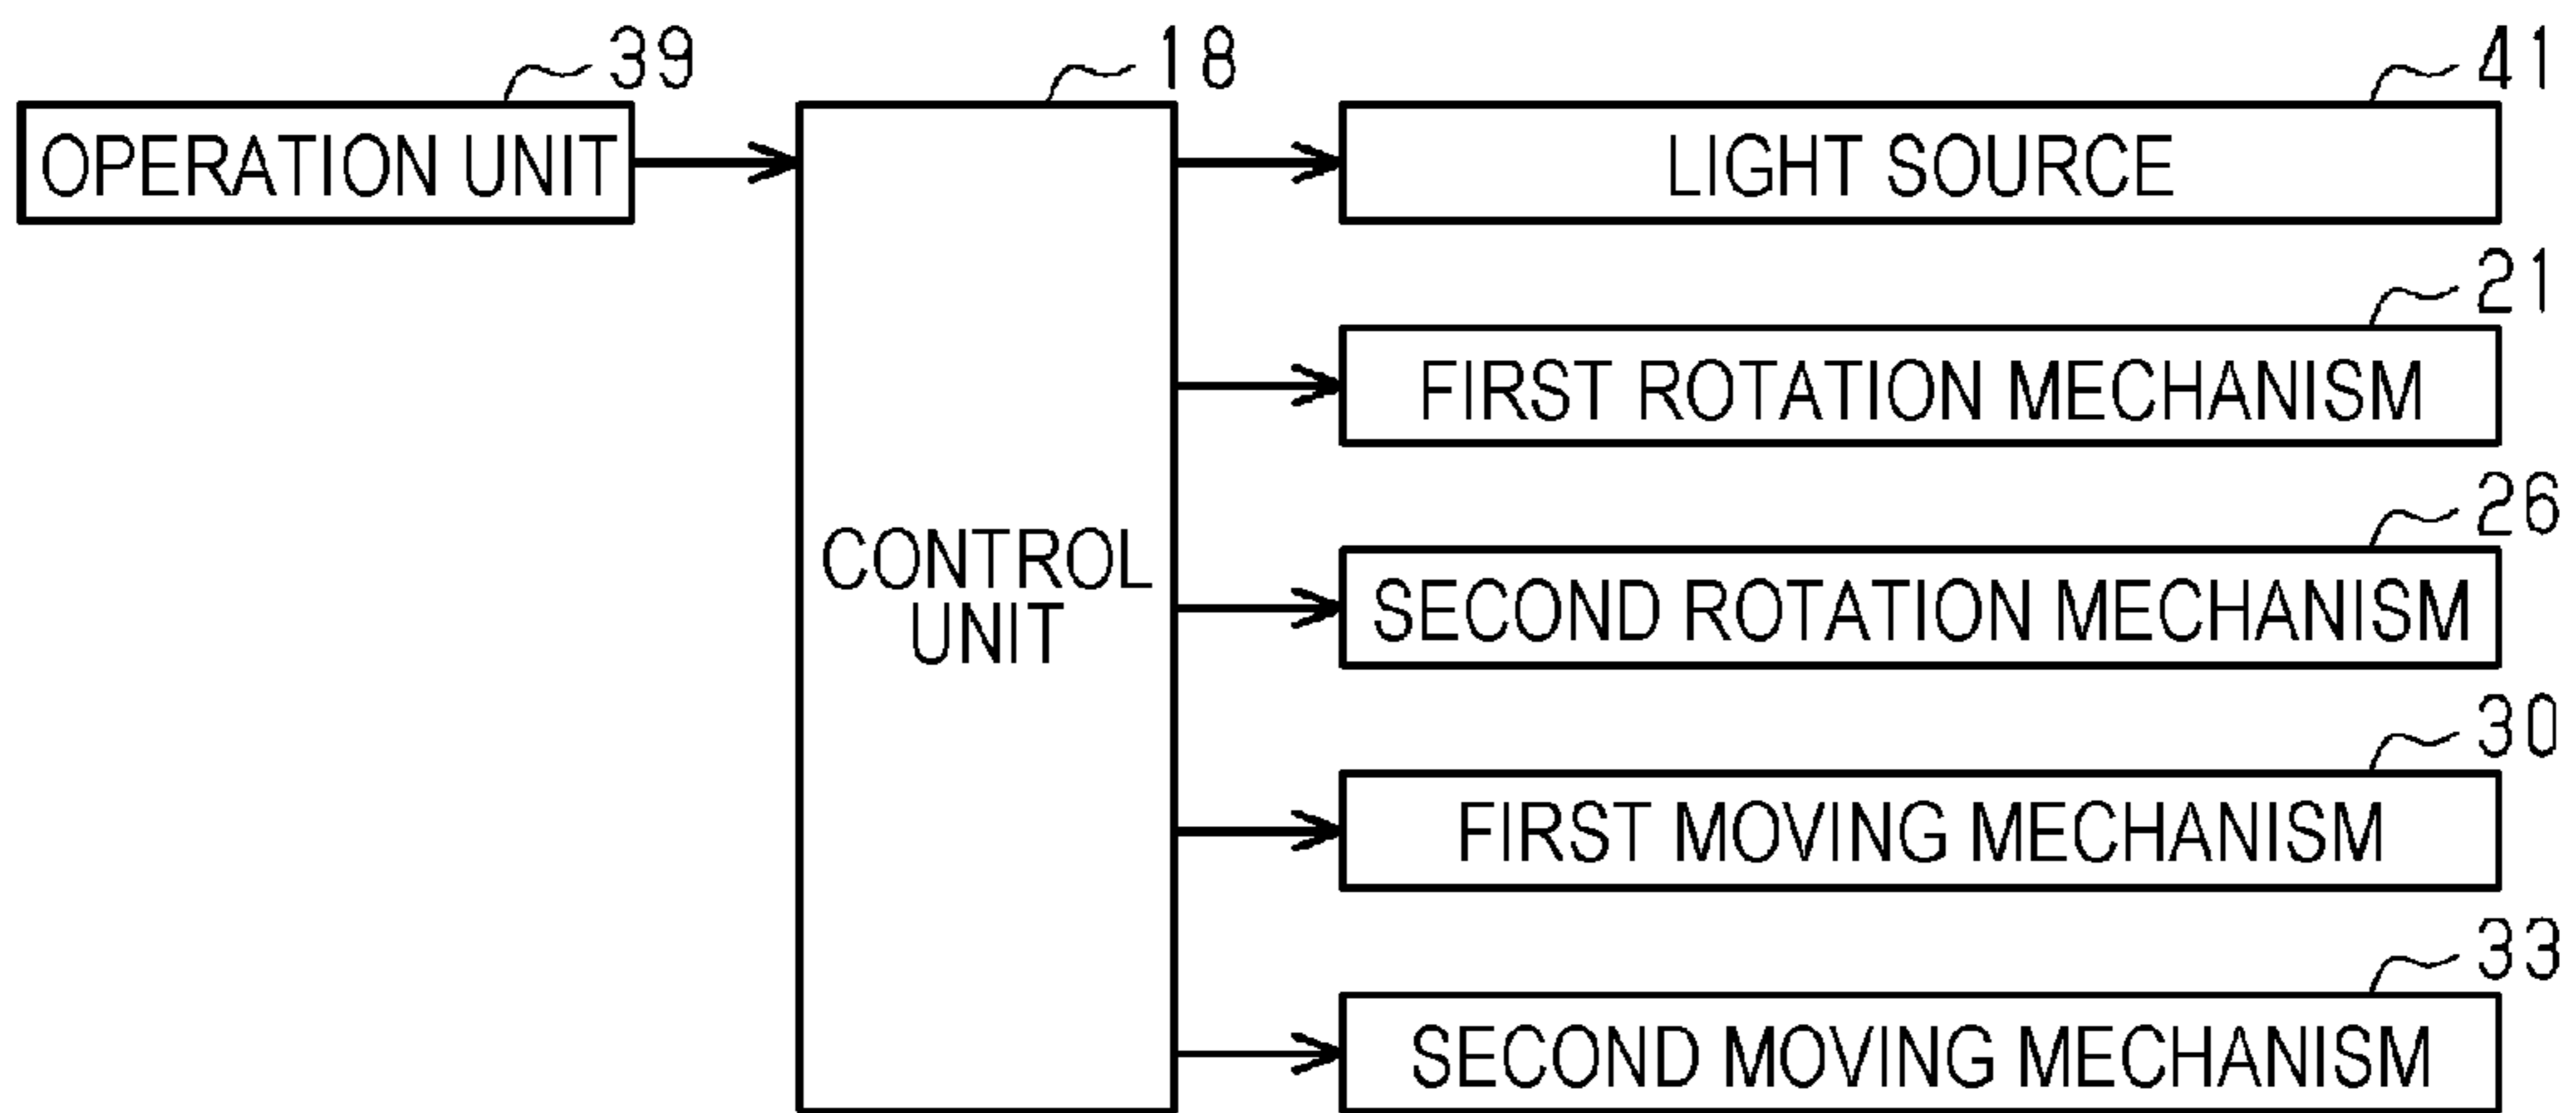 39
18
41
OPERATION UNIT
LIGHT SOURCE
21
FIRST ROTATION MECHANISM
26
CONTROL
UNIT
SECOND ROTATION MECHANISM
30
FIRST MOVING MECHANISM
33
SECOND MOVING MECHANISM